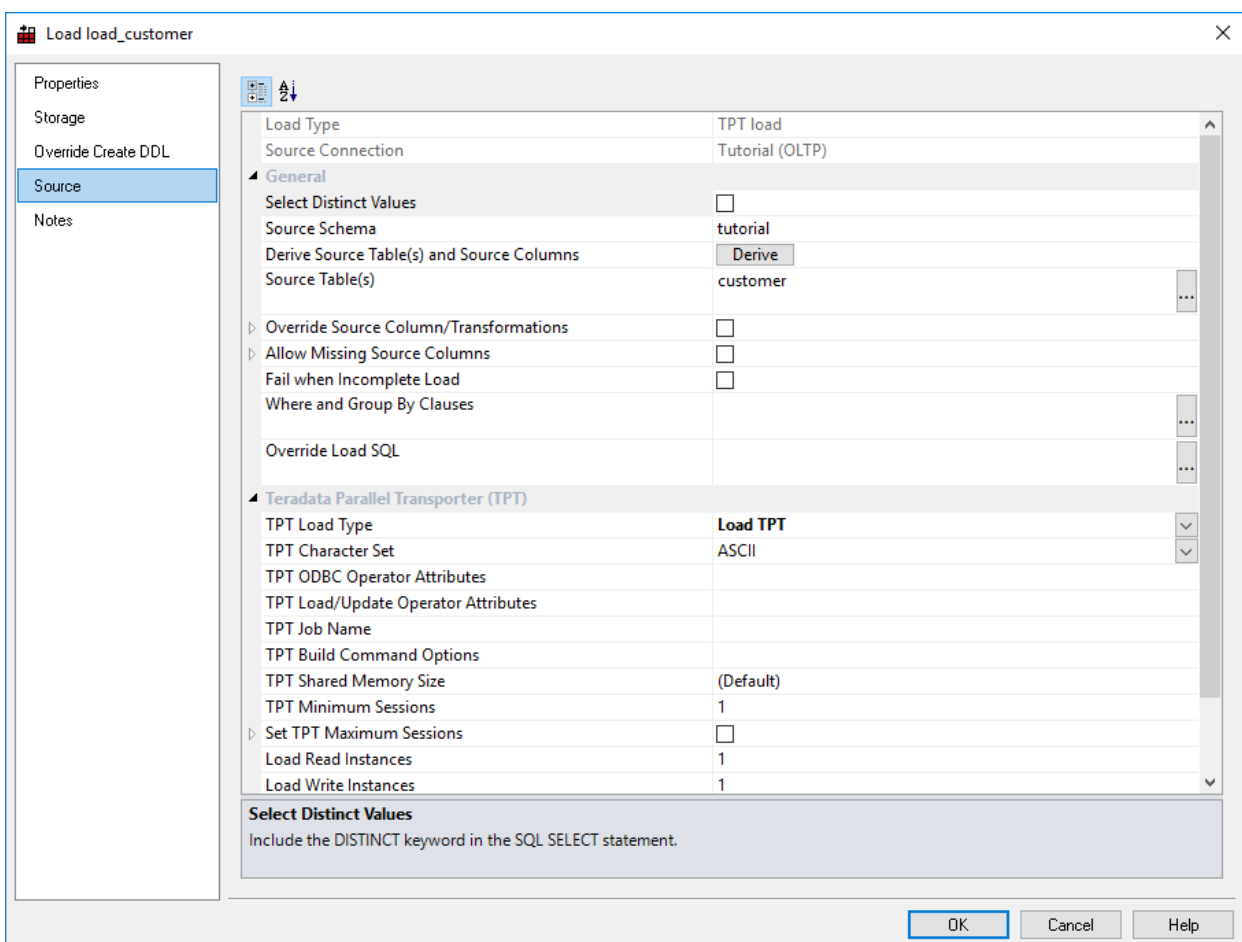 Load load_customer
Properties
Storage
Override Create DDL
Source
Notes
Load Type TPT load
Source Connection Tutorial (OLTP)
General
Select Distinct Values
Source Schema tutorial
Derive Source Table(s) and Source Columns Derive
Source Table(s) customer
...
Override Source Column/Transformations
Allow Missing Source Columns
Fail when Incomplete Load
Where and Group By Clauses
...
Override Load SQL
...
Teradata Parallel Transporter (TPT)
TPT Load Type Load TPT
TPT Character Set ASCII
TPT ODBC Operator Attributes
TPT Load/Update Operator Attributes
TPT Job Name
TPT Build Command Options
TPT Shared Memory Size (Default)
TPT Minimum Sessions 1
Set TPT Maximum Sessions
Load Read Instances 1
Load Write Instances 1
Select Distinct Values
Include the DISTINCT keyword in the SQL SELECT statement.
OK Cancel Help